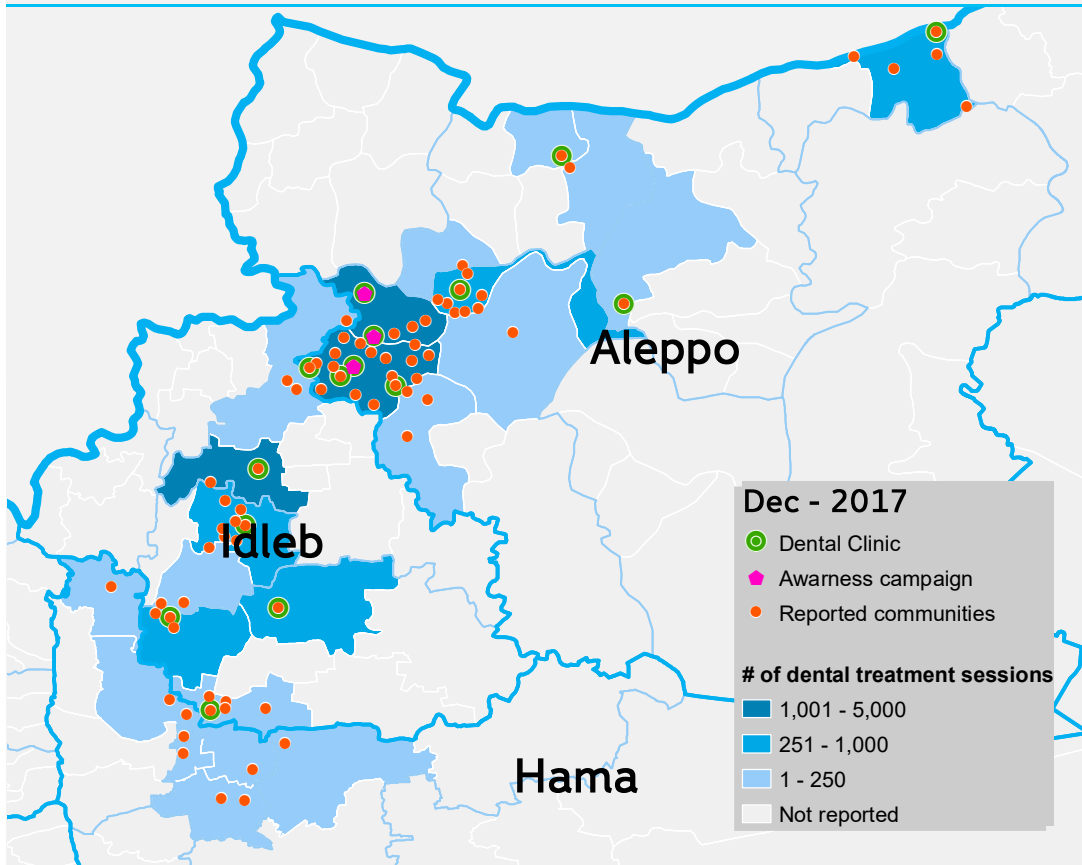 Aleppo
Idleb
Hama
Dec - 2017
Dental Clinic
Awarness campaign
Reported communities
# of dental treatment sessions
1,001 - 5,000
251 - 1,000
1 - 250
Not reported